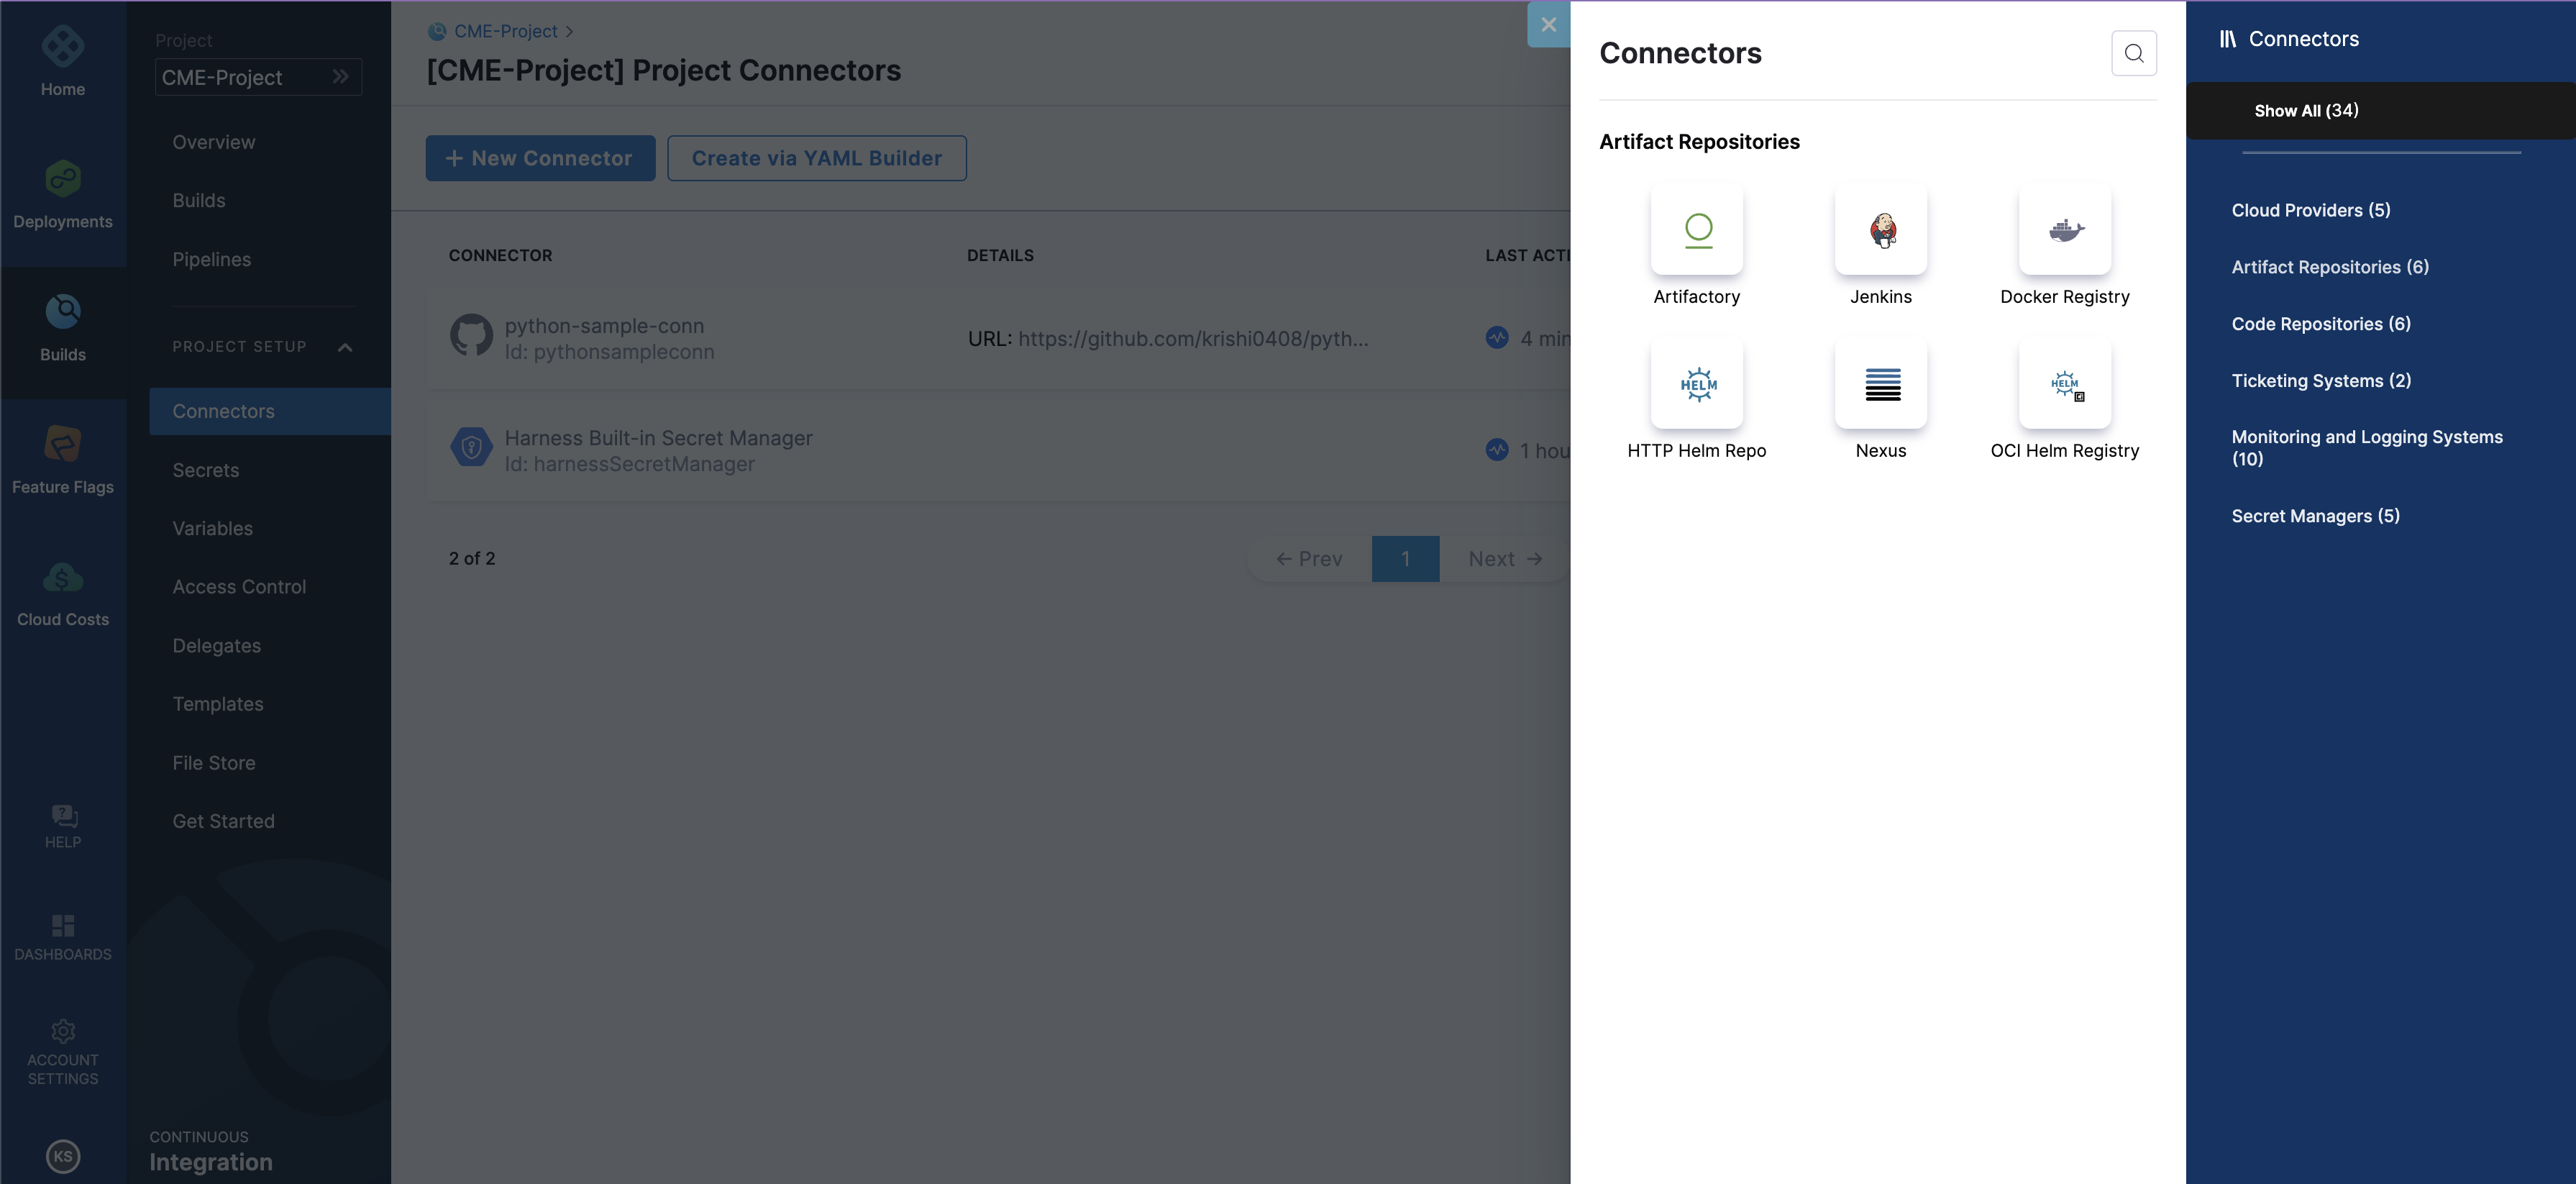 Home
Deployments
Builds
Feature Flags
Cloud Costs
HELP
DASHBOARDS
ACCOUNT
SETTINGS
KS
Project
CME-Project
Overview
Builds
Pipelines
PROJECT SETUP
Connectors
Secrets
Variables
Access Control
Delegates
Templates
File Store
Get Started
CONTINUOUS
Integration
CME-Project
[CME-Project] Project Connectors
+ New Connector
Create via YAML Builder
CONNECTOR DETAILS LAST ACTI
python-sample-conn
Id: pythonsampleconn
URL: https://github.com/krishi0408/pyth...
4 min
Harness Built-in Secret Manager
Id: harnessSecretManager
1 hou
2 of 2
← Prev 1 Next →
Connectors
Artifact Repositories
Artifactory Jenkins Docker Registry
HELM HELM
HTTP Helm Repo Nexus OCI Helm Registry
Connectors
Show All (34)
Cloud Providers (5)
Artifact Repositories (6)
Code Repositories (6)
Ticketing Systems (2)
Monitoring and Logging Systems
(10)
Secret Managers (5)